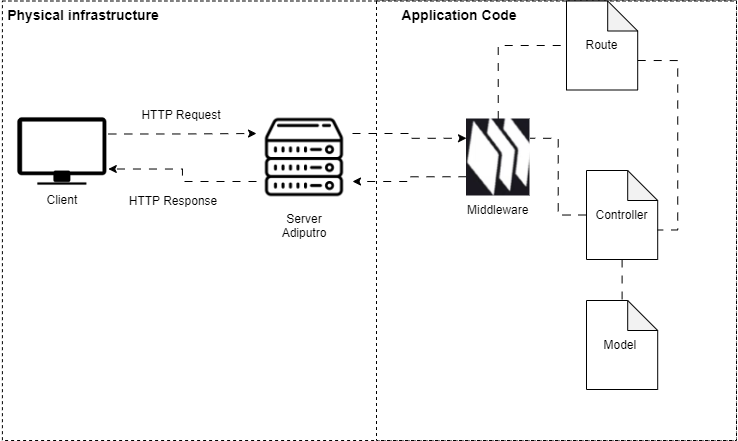 Physical infrastructure
Application Code
Route
HTTP Request
Client
HTTP Response
Server
Adiputro
Middleware
Controller
Model